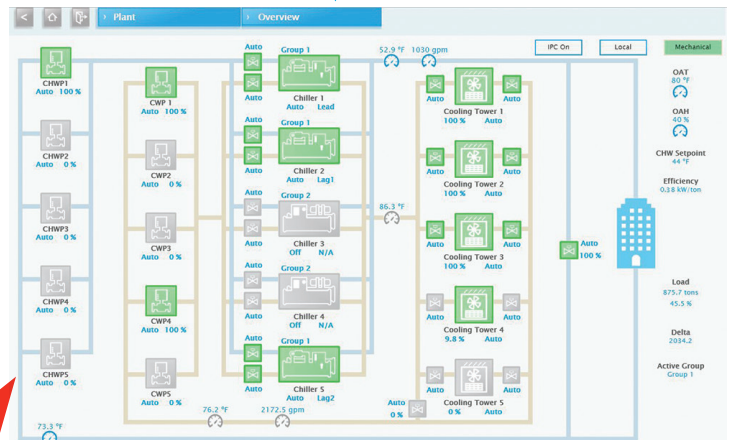 <
Plant
Overview
IPC On
Local
Mechanical
CHWP1
Auto 100 %
CHWP2
Auto 0 %
CHWP3
Auto 0 %
CHWP4
Auto 0 %
CHWP5
Auto 0 %
73.3 °F
CWP 1
Auto 100 %
CWP2
Auto 0 %
CWP3
Auto 0 %
CWP4
Auto 100 %
CWP5
Auto 0 %
76.2 °F
2172.5 gpm
Auto
Group 1
Auto
Chiller 1
Auto Lead
Auto
Group 1
Auto
Chiller 2
Auto Lag1
Auto
Group 2
Auto
Chiller 3
Off N/A
Auto
Group 2
Auto
Chiller 4
Off N/A
Auto
Group 1
Auto
Chiller 5
Auto Lag2
52.9 °F
1030 gpm
86.3 °F
Auto
Auto
Cooling Tower 1
100 % Auto
Auto
Auto
Cooling Tower 2
100 % Auto
Auto
Auto
Cooling Tower 3
100 % Auto
Auto
Auto
Cooling Tower 4
9.8 % Auto
Auto
Auto
Cooling Tower 5
0 % Auto
Auto
0 %
Auto
100 %
OAT
80 °F
OAH
40 %
CHW Setpoint
44 °F
Efficiency
0.38 kW/ton
Load
875.7 tons
45.5 %
Delta
2034.2
Active Group
Group 1